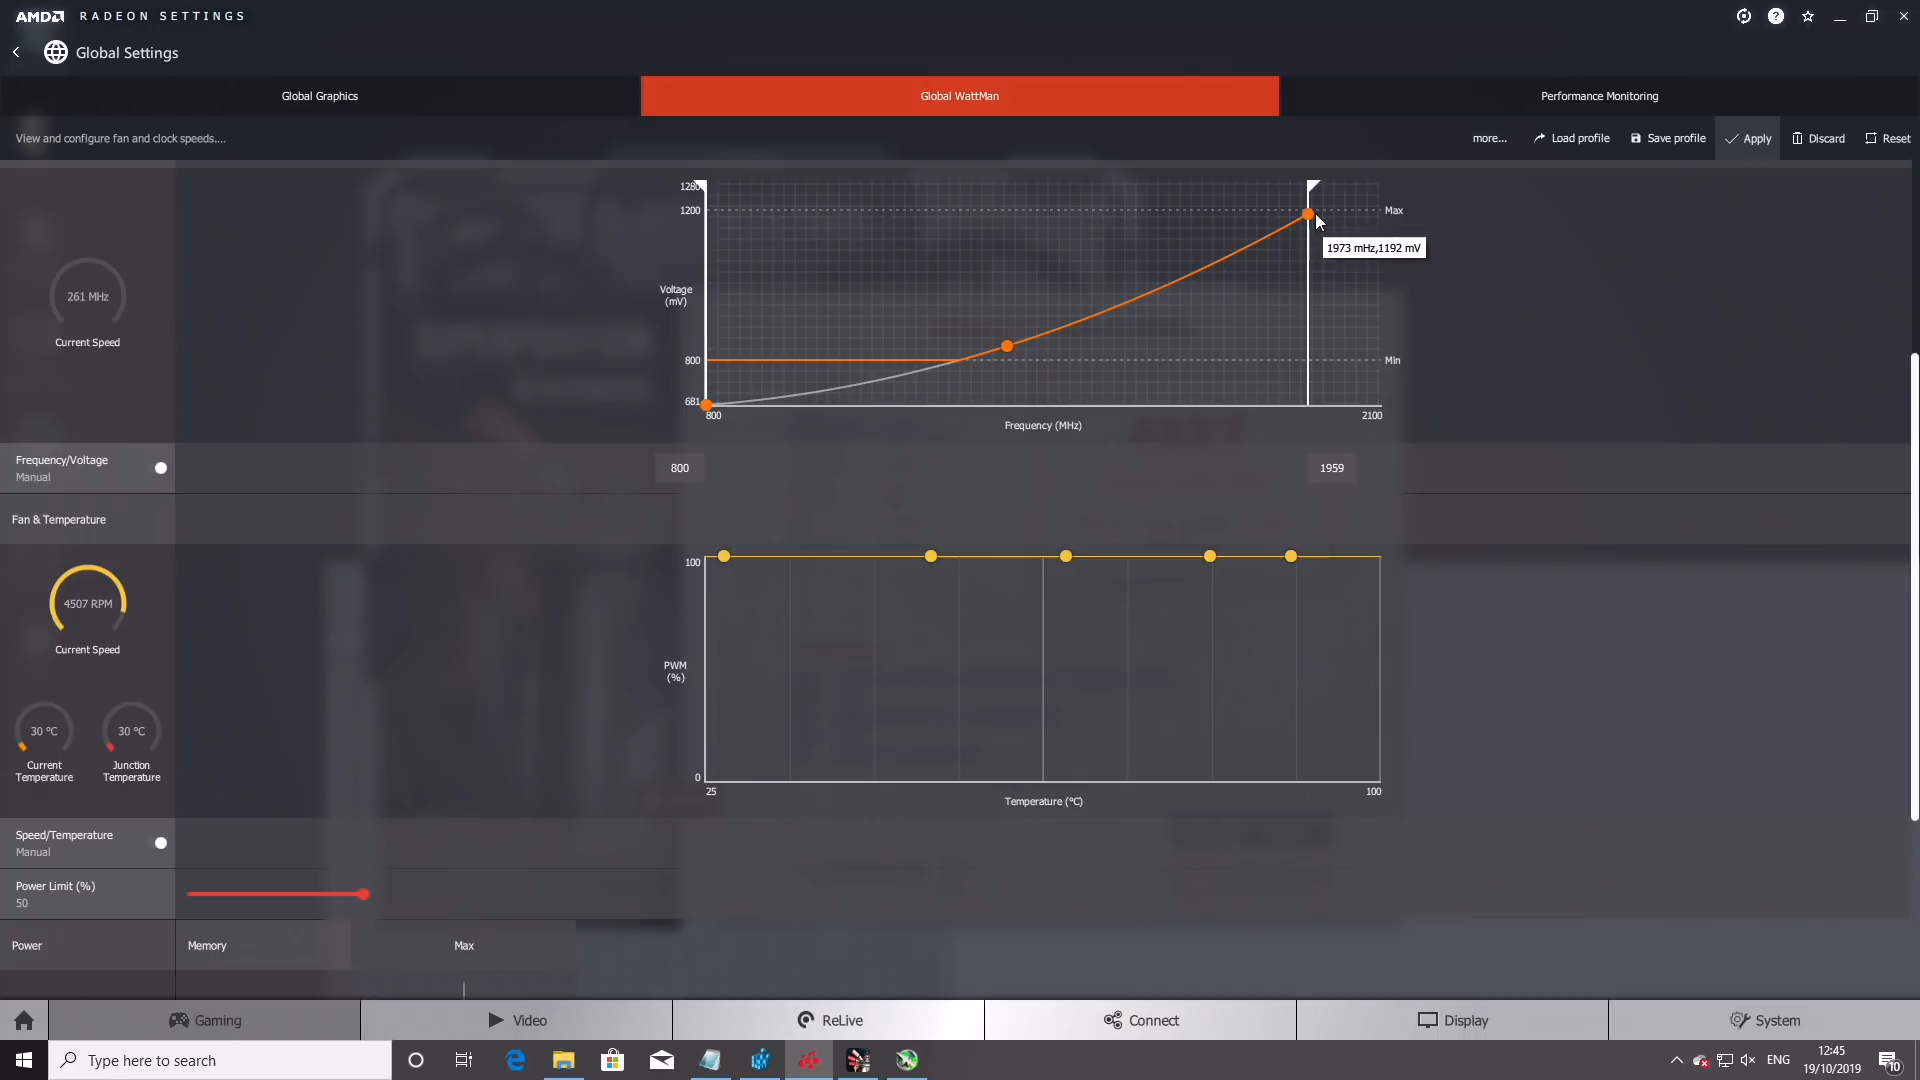 AMD RADEON SETTINGS
Global Settings
Global Graphics
Global WattMan
Performance Monitoring
View and configure fan and clock speeds....
more...
Load profile
Save profile
Apply
Discard
Reset
1280
1200
Max
1973 mHz,1192 mV
Voltage
(mV)
261 MHz
Current Speed
800
Min
681
800
2100
Frequency (MHz)
Frequency/Voltage
Manual
800
1959
Fan & Temperature
100
4507 RPM
Current Speed
PWM
(%)
30 °C
30 °C
Current
Temperature
Junction
Temperature
0
25
100
Temperature (°C)
Speed/Temperature
Manual
Power Limit (%)
50
Power
Memory
Max
Gaming
Video
ReLive
Connect
Display
System
Type here to search
ENG
12:45
19/10/2019
10